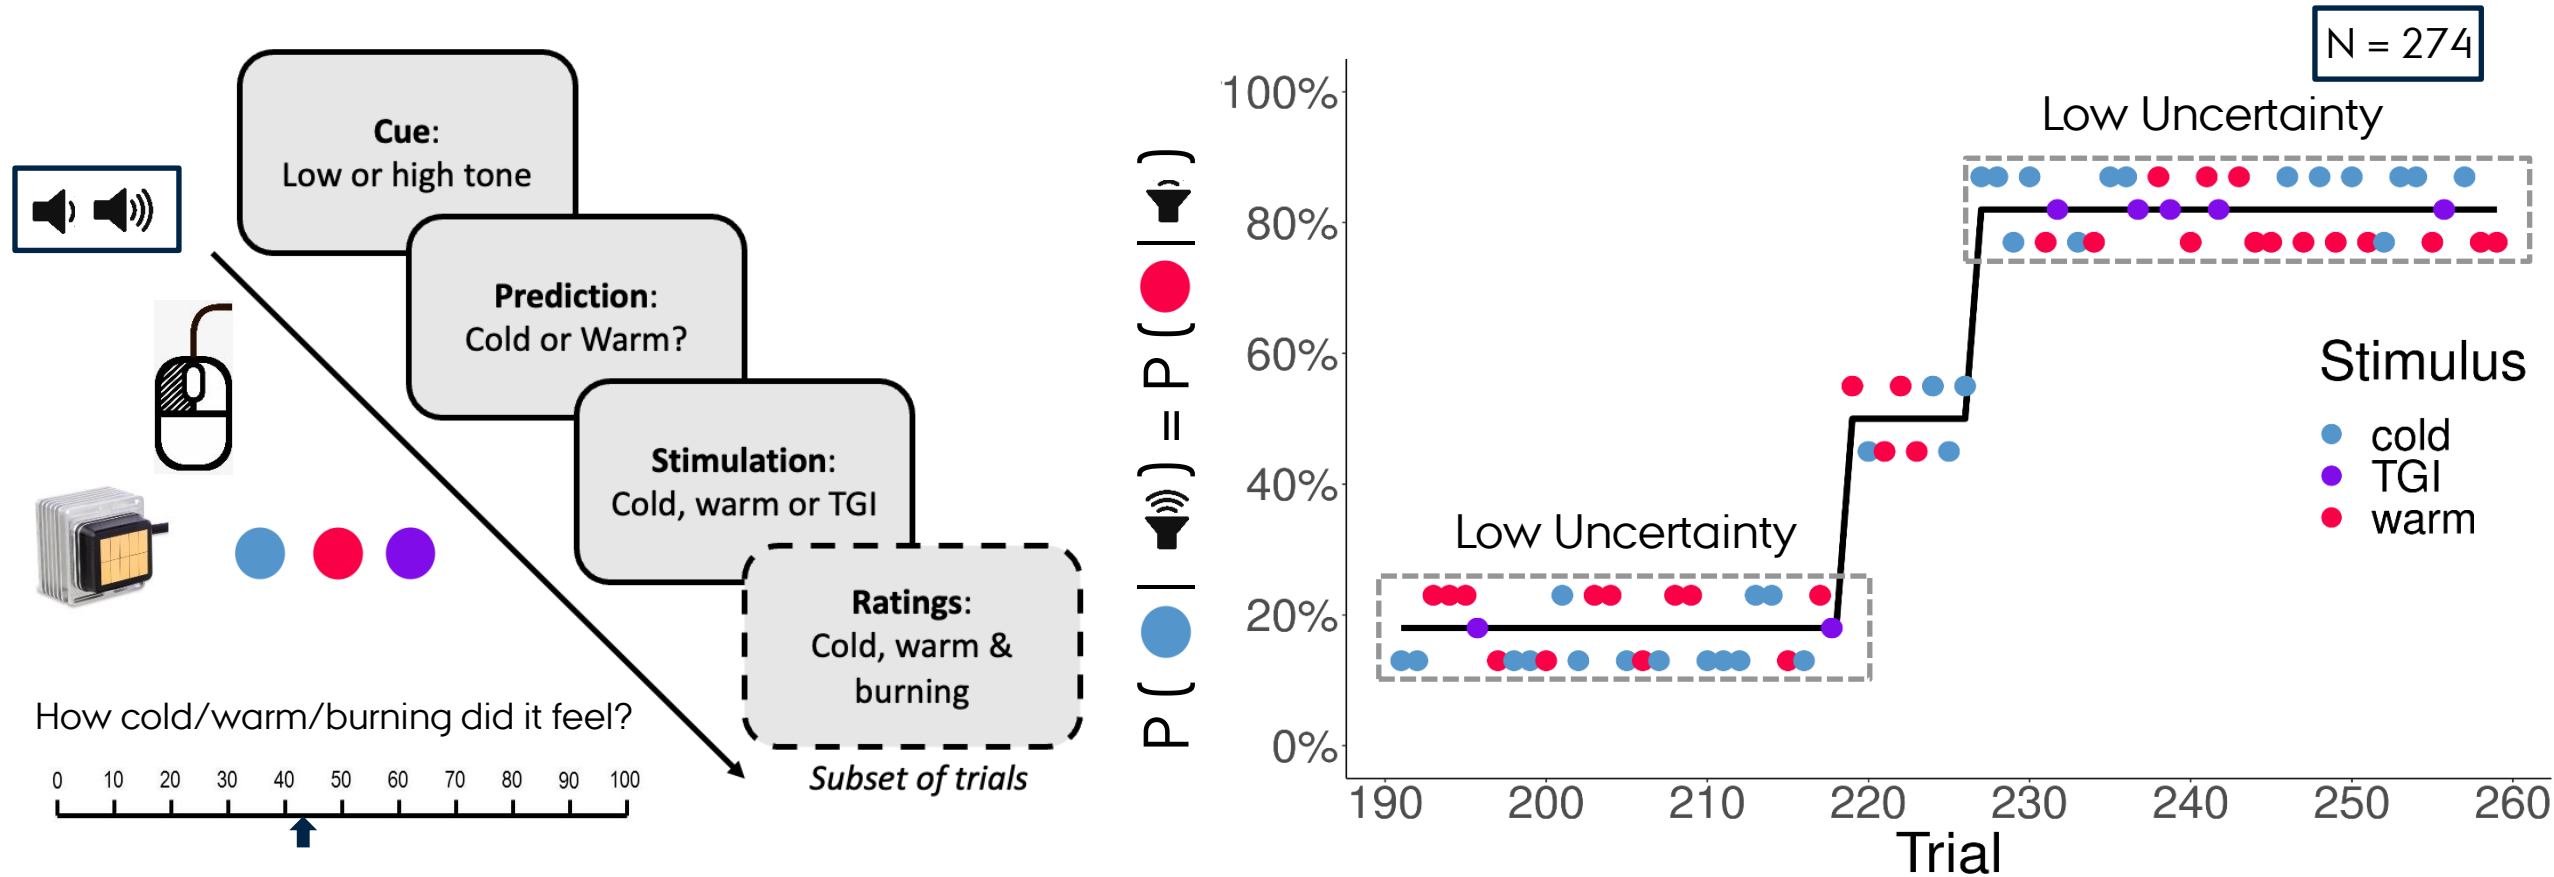 Cue:
Low or high tone
Prediction:
Cold or Warm?
Stimulation:
Cold, warm or TGI
Ratings:
Cold, warm &
burning
Subset of trials
How cold/warm/burning did it feel?
0 10 20 30 40 50 60 70 80 90 100
P ( | ) = P ( | )
N = 274
100%
80%
60%
40%
20%
0%
Low Uncertainty
Low Uncertainty
Stimulus
cold
TGI
warm
190 200 210 220 230 240 250 260
Trial